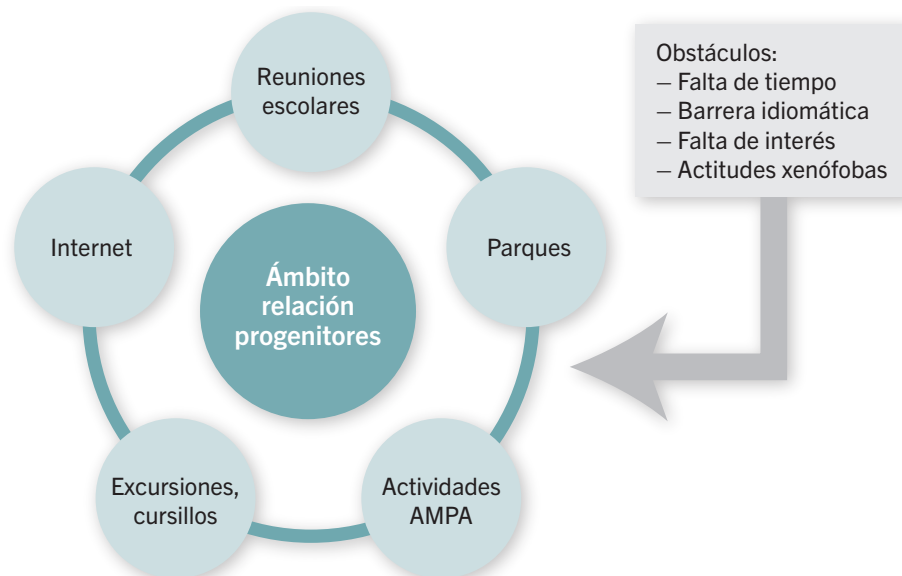 Reuniones
escolares
Obstáculos:
– Falta de tiempo
– Barrera idiomática
– Falta de interés
– Actitudes xenófobas
Internet
Parques
Ámbito
relación
progenitores
Excursiones,
cursillos
Actividades
AMPA